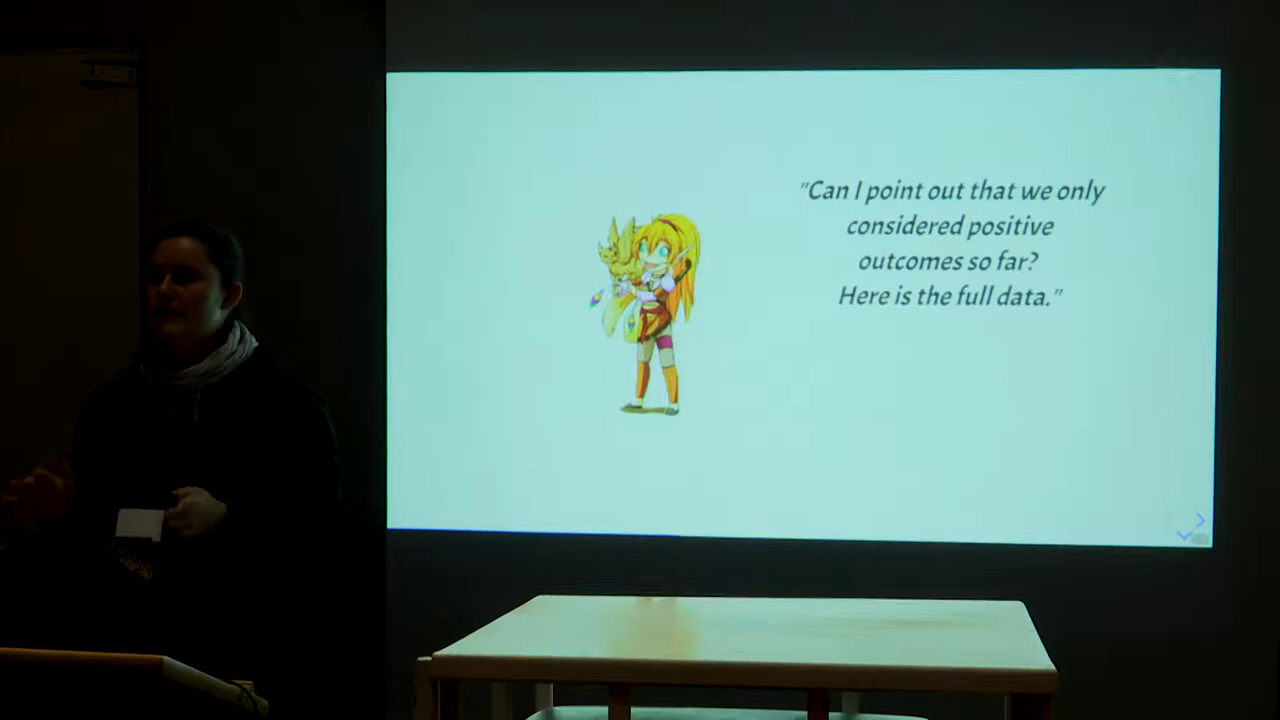 "Can I point out that we only
considered positive
outcomes so far?
Here is the full data."